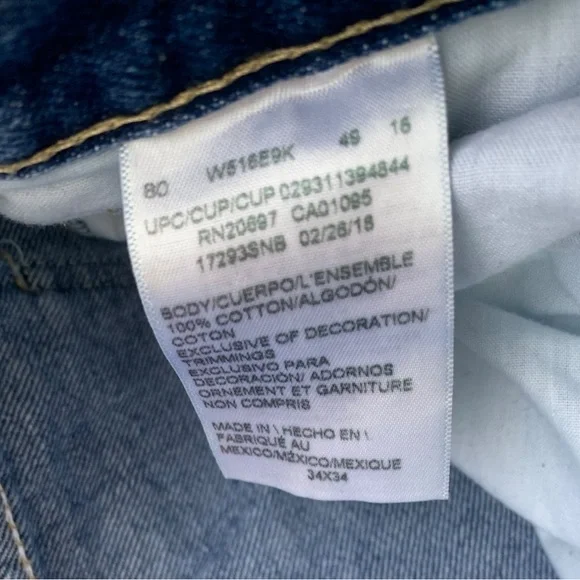 80 W516E9K 49 16
UPC/CUP/CUP 029311394844
RN20697 CA01095
17293SNB 02/26/16
BODY/CUERPO/L'ENSEMBLE
100% COTTON/ALGODÓN/
COTON
EXCLUSIVE OF DECORATION/
TRIMMINGS
EXCLUSIVO PARA
DECORACIÓN/ ADORNOS
ORNEMENT ET GARNITURE
NON COMPRIS
MADE IN \ HECHO EN \
FABRIQUÉ AU
MEXICO/MÉXICO/MEXIQUE
34X34